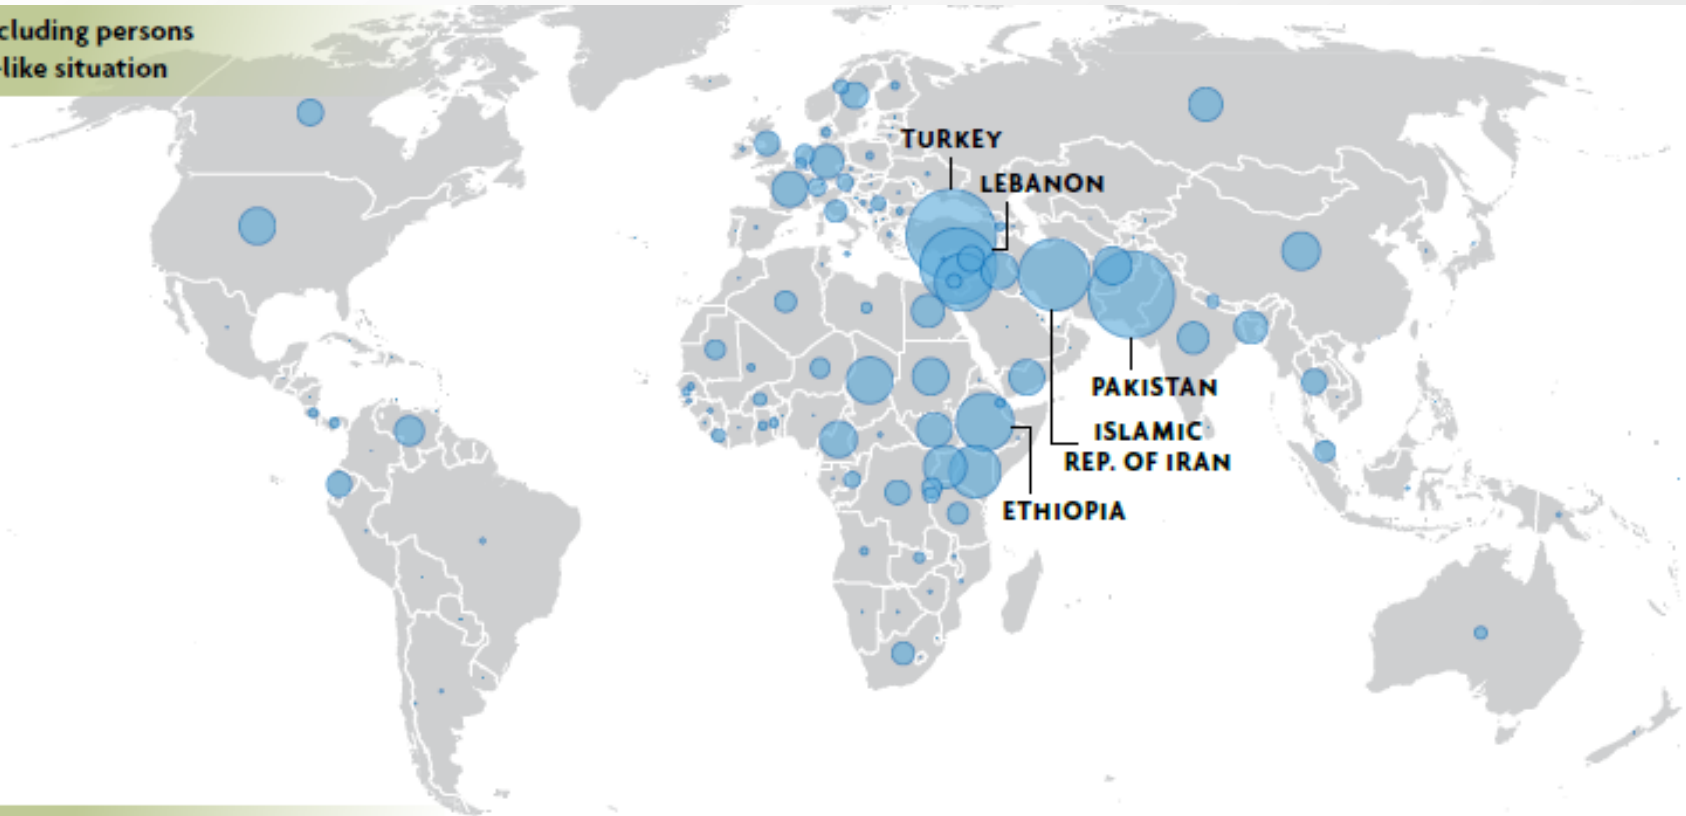 cluding persons
-like situation
TURKEY
LEBANON
PAKISTAN
ISLAMIC
REP. OF IRAN
ETHIOPIA